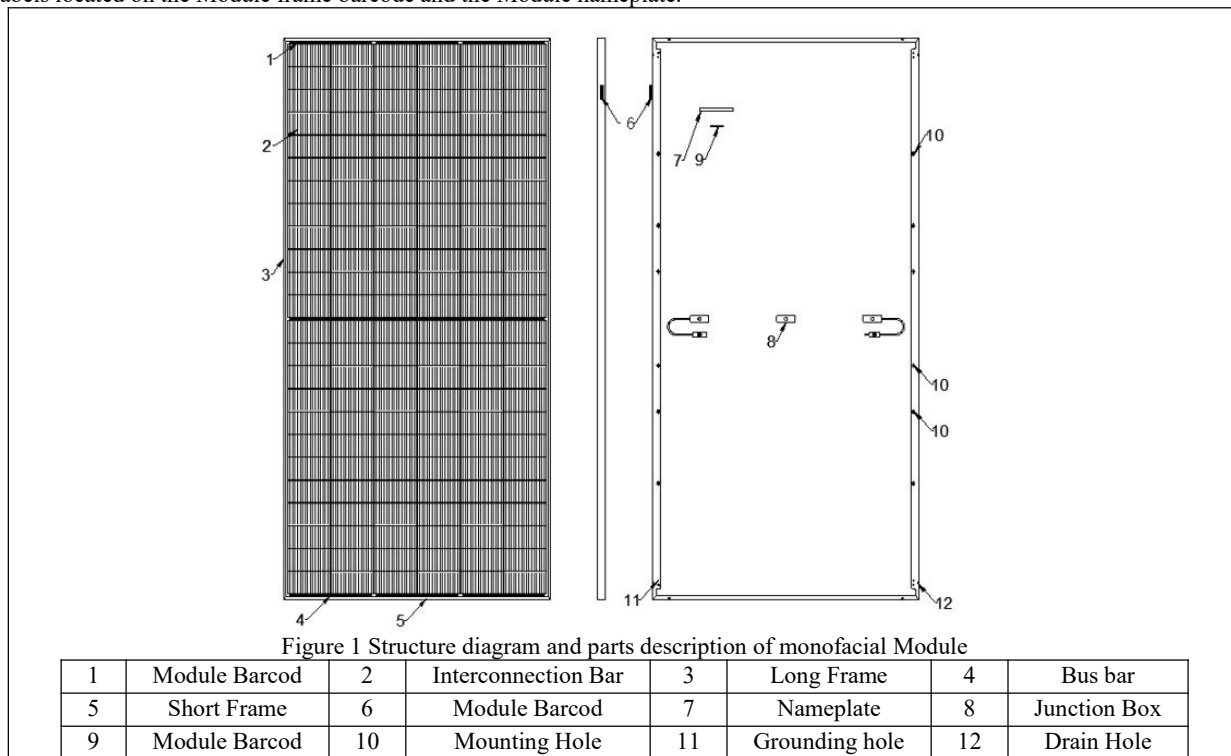 abels located on the Module frame barcode and the Module nameplate.
1
2
3
4
5
6
7
9
8
10
10
10
11
12
Figure 1 Structure diagram and parts description of monofacial Module
1 Module Barcod 2 Interconnection Bar 3 Long Frame 4 Bus bar
5 Short Frame 6 Module Barcod 7 Nameplate 8 Junction Box
9 Module Barcod 10 Mounting Hole 11 Grounding hole 12 Drain Hole